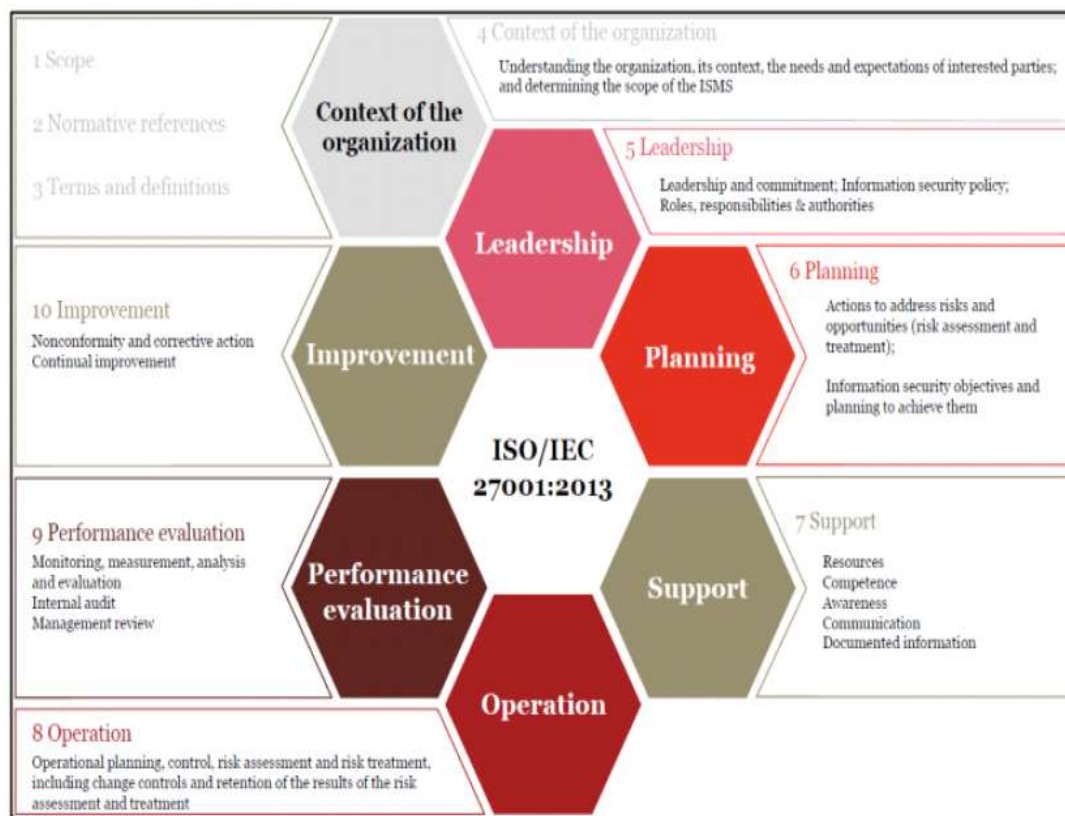 1 Scope
2 Normative references
3 Terms and definitions
Context of the
organization
4 Context of the organization
Understanding the organization, its context, the needs and expectations of interested parties;
and determining the scope of the ISMS
Leadership
5 Leadership
Leadership and commitment; Information security policy;
Roles, responsibilities & authorities
Planning
6 Planning
Actions to address risks and
opportunities (risk assessment and
treatment);
Information security objectives and
planning to achieve them
ISO/IEC
27001:2013
Support
7 Support
Resources
Competence
Awareness
Communication
Documented information
Operation
8 Operation
Operational planning, control, risk assessment and risk treatment,
including change controls and retention of the results of the risk
assessment and treatment
Performance
evaluation
9 Performance evaluation
Monitoring, measurement, analysis
and evaluation
Internal audit
Management review
Improvement
10 Improvement
Nonconformity and corrective action
Continual improvement